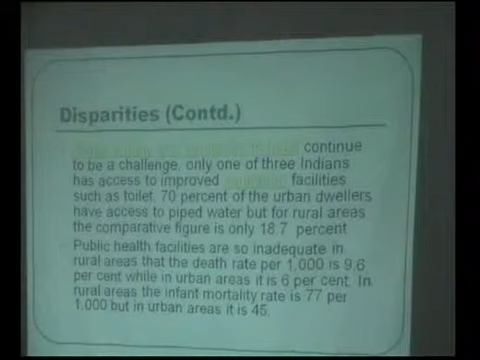 Disparities (Contd.)
continue
to be a challenge, only one of three Indians
has access to improved facilities
such as toilet. 70 percent of the urban dwellers
have access to piped water but for rural areas
the comparative figure is only 18.7 percent
Public health facilities are so inadequate in
rural areas that the death rate per 1,000 is 9.6
per cent while in urban areas it is 6 per cent. In
rural areas the infant mortality rate is 77 per
1.000 but in urban areas it is 45.